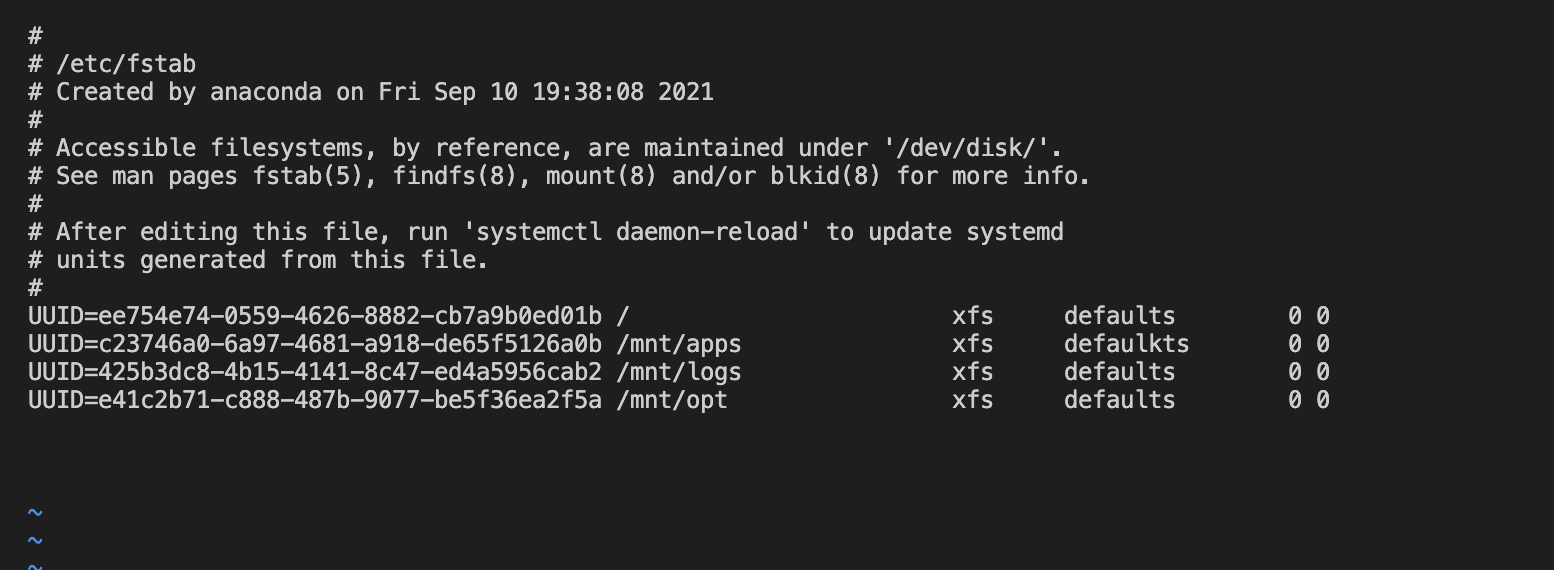 #
# /etc/fstab
# Created by anaconda on Fri Sep 10 19:38:08 2021
#
# Accessible filesystems, by reference, are maintained under '/dev/disk/'.
# See man pages fstab(5), findfs(8), mount(8) and/or blkid(8) for more info.
#
# After editing this file, run 'systemctl daemon-reload' to update systemd
# units generated from this file.
#
UUID=ee754e74-0559-4626-8882-cb7a9b0ed01b /                       xfs     defaults        0 0
UUID=c23746a0-6a97-4681-a918-de65f5126a0b /mnt/apps               xfs     defaulkts       0 0
UUID=425b3dc8-4b15-4141-8c47-ed4a5956cab2 /mnt/logs               xfs     defaults        0 0
UUID=e41c2b71-c888-487b-9077-be5f36ea2f5a /mnt/opt                xfs     defaults        0 0
~
~
~